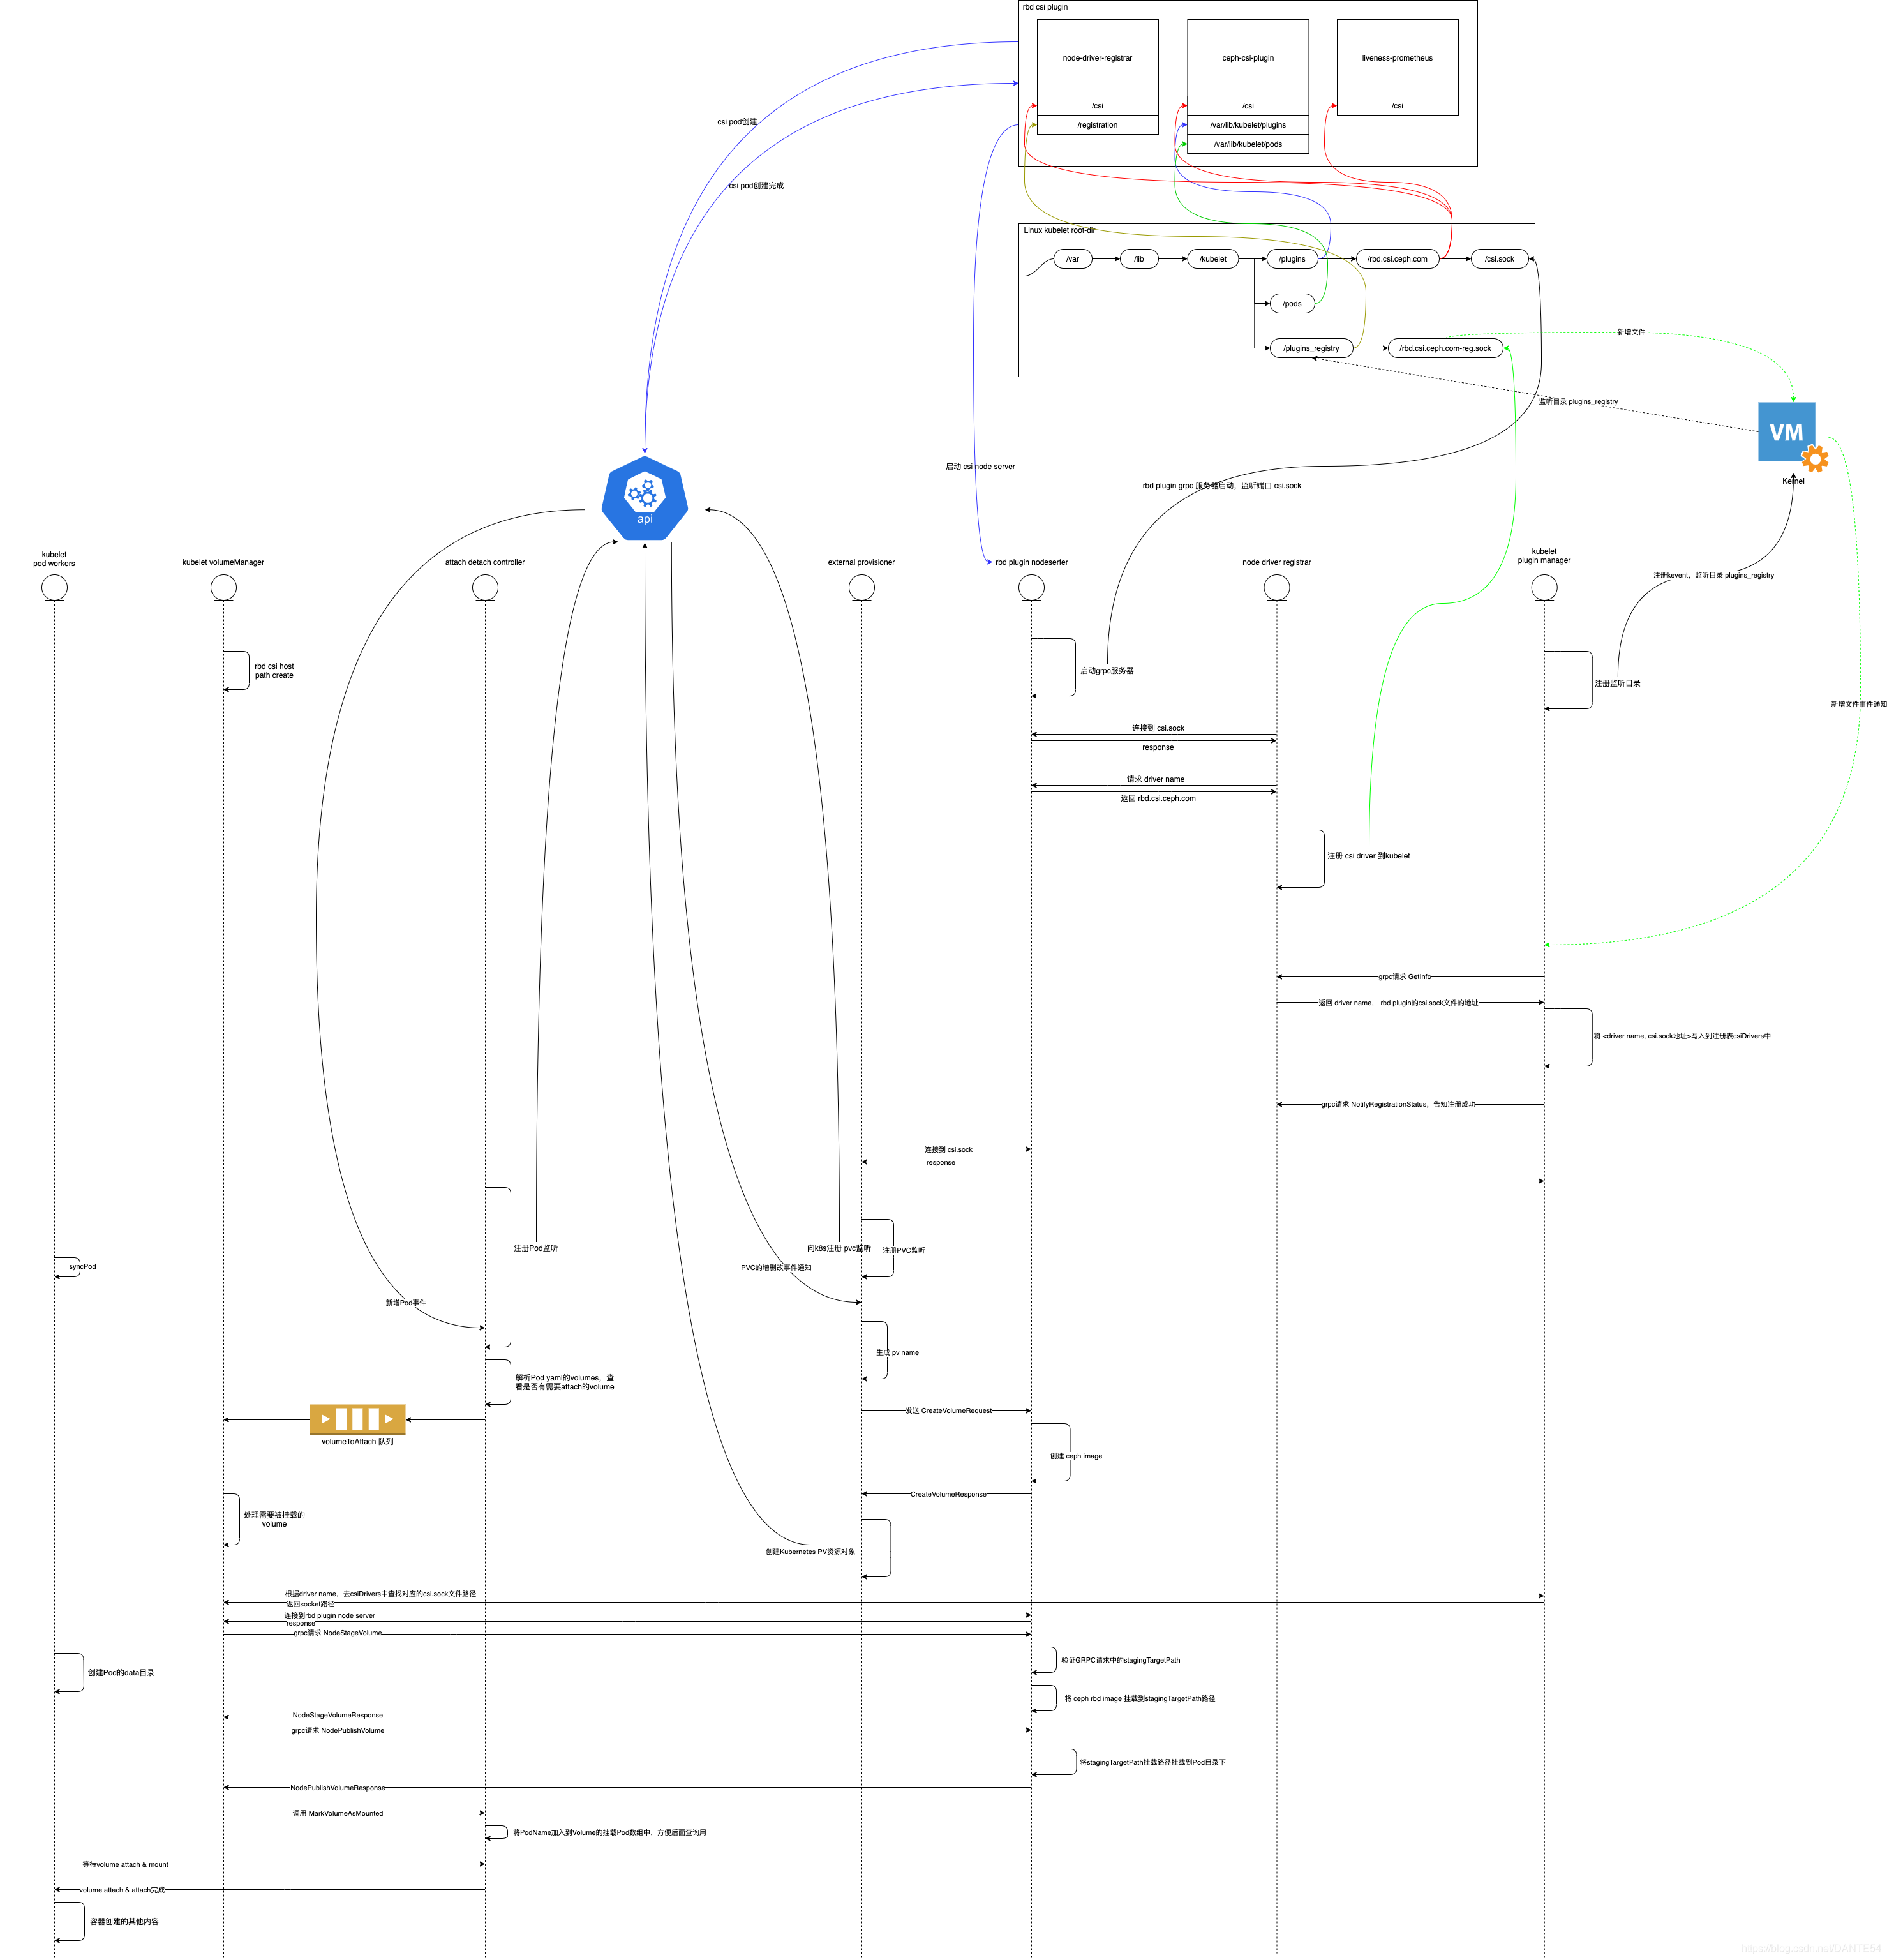 rbd csi plugin
node-driver-registrar
ceph-csi-plugin
liveness-prometheus
/csi
/csi
/csi
/registration
/var/lib/kubelet/plugins
/var/lib/kubelet/pods
csi pod创建
csi pod创建完成
Linux kubelet root-dir
/var
/lib
/kubelet
/plugins
/rbd.csi.ceph.com
/csi.sock
/pods
/plugins_registry
/rbd.csi.ceph.com-reg.sock
新增文件
监听目录 plugins_registry
VM
Kernel
启动 csi node server
rbd plugin grpc 服务器启动，监听端口 csi.sock
api
kubelet
pod workers
kubelet volumeManager
attach detach controller
external provisioner
rbd plugin nodeserfer
node driver registrar
kubelet
plugin manager
注册kevent，监听目录 plugins_registry
rbd csi host
path create
启动grpc服务器
注册监听目录
新增文件事件通知
连接到 csi.sock
response
请求 driver name
返回 rbd.csi.ceph.com
注册 csi driver 到kubelet
grpc请求 GetInfo
返回 driver name， rbd plugin的csi.sock文件的地址
将 <driver name, csi.sock地址>写入到注册表csiDrivers中
grpc请求 NotifyRegistrationStatus，告知注册成功
连接到 csi.sock
response
注册Pod监听
向k8s注册 pvc监听
注册PVC监听
syncPod
PVC的增删改事件通知
新增Pod事件
生成 pv name
解析Pod yaml的volumes，查
看是否有需要attach的volume
发送 CreateVolumeRequest
volumeToAttach 队列
创建 ceph image
CreateVolumeResponse
处理需要被挂载的
volume
创建Kubernetes PV资源对象
根据driver name，去csiDrivers中查找对应的csi.sock文件路径
返回socket路径
连接到rbd plugin node server
response
grpc请求 NodeStageVolume
验证GRPC请求中的stagingTargetPath
创建Pod的data目录
将 ceph rbd image 挂载到stagingTargetPath路径
NodeStageVolumeResponse
grpc请求 NodePublishVolume
将stagingTargetPath挂载路径挂载到Pod目录下
NodePublishVolumeResponse
调用 MarkVolumeAsMounted
将PodName加入到Volume的挂载Pod数组中，方便后面查询用
等待volume attach & mount
volume attach & attach完成
容器创建的其他内容
https://blog.csdn.net/DANTE54